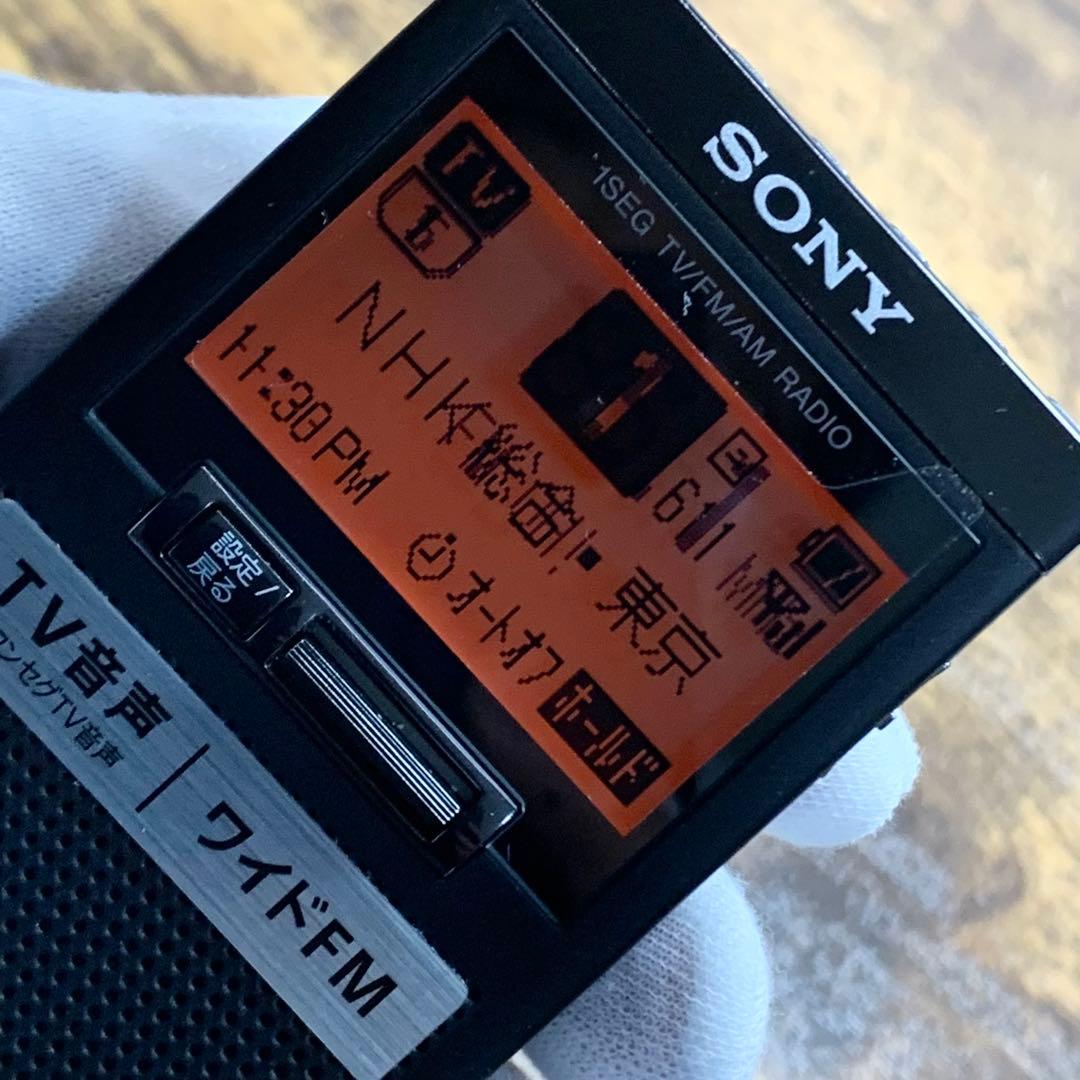 SONY
1SEG TV/FM/AM RADIO
TV
1
611
NHK総合1・東京
11:30PM
オートオフ
ホールド
設定/
戻る
TV音声
ワンセグTV音声
ワイドFM